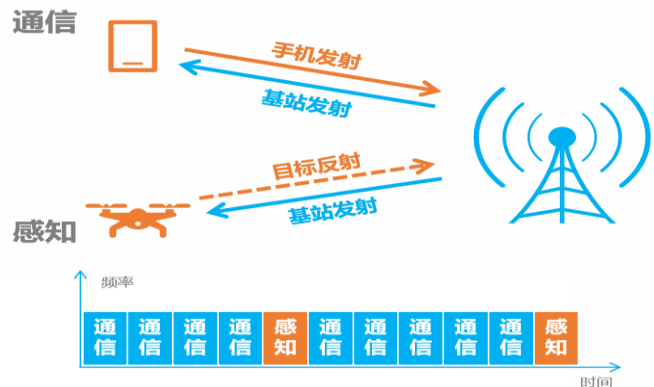 通信
手机发射
基站发射
目标反射
基站发射
感知
频率
通信 通信 通信 通信 感知 通信 通信 通信 通信 通信 感知
时间